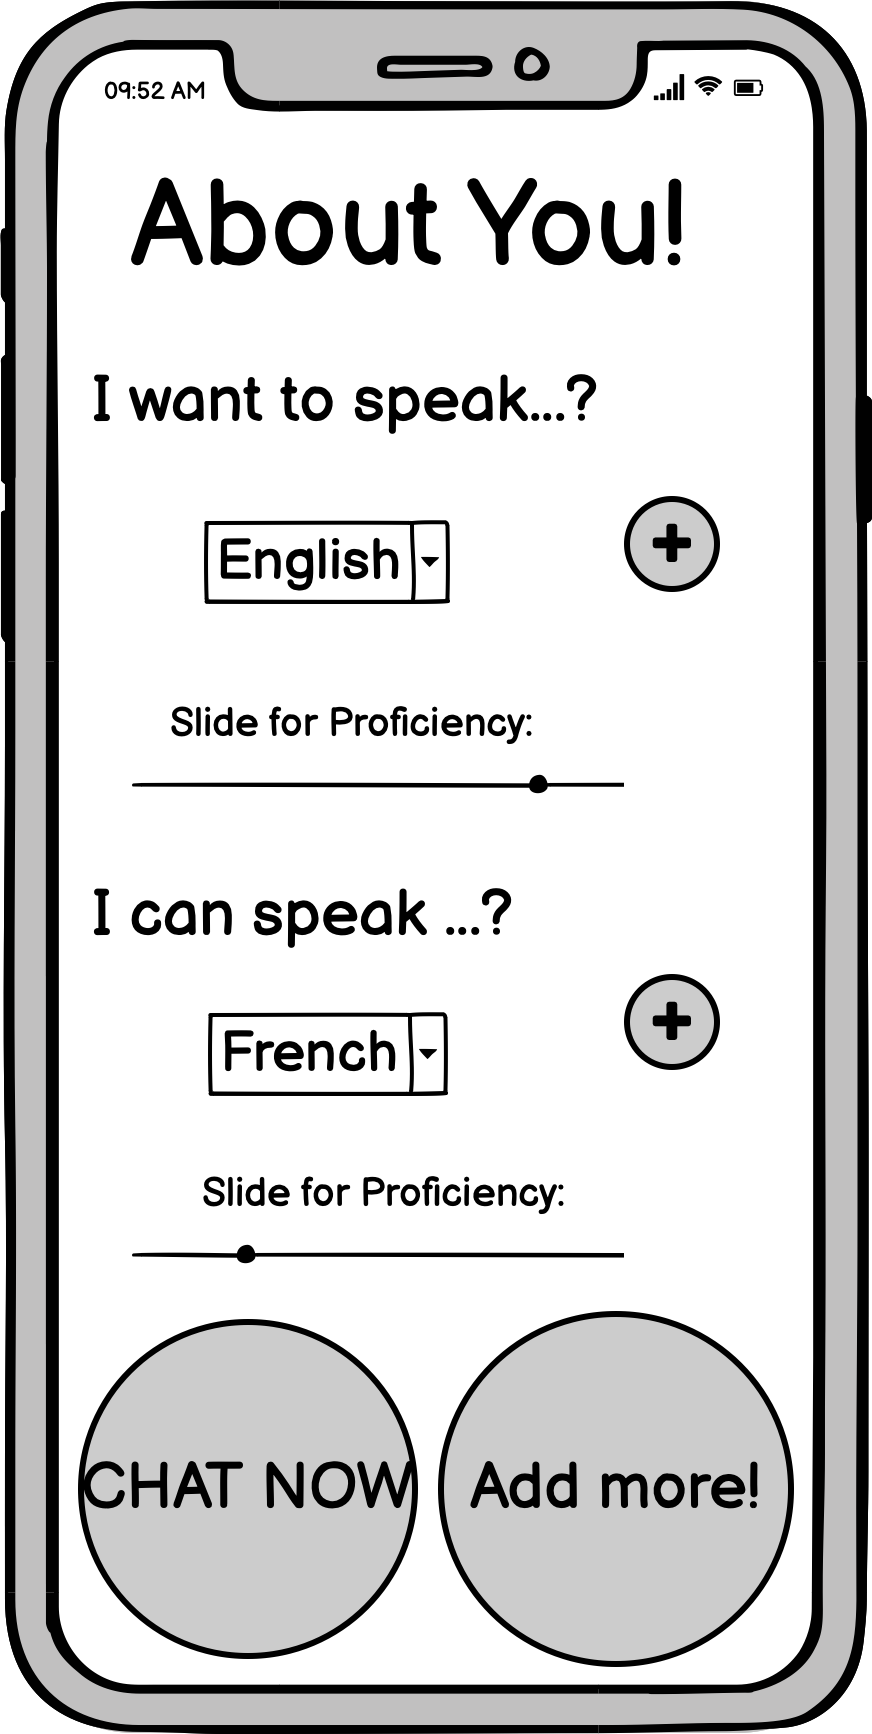 09:52 AM
About You!
I want to speak...?
English
Slide for Proficiency:
I can speak ...?
French
Slide for Proficiency:
CHAT NOW
Add more!